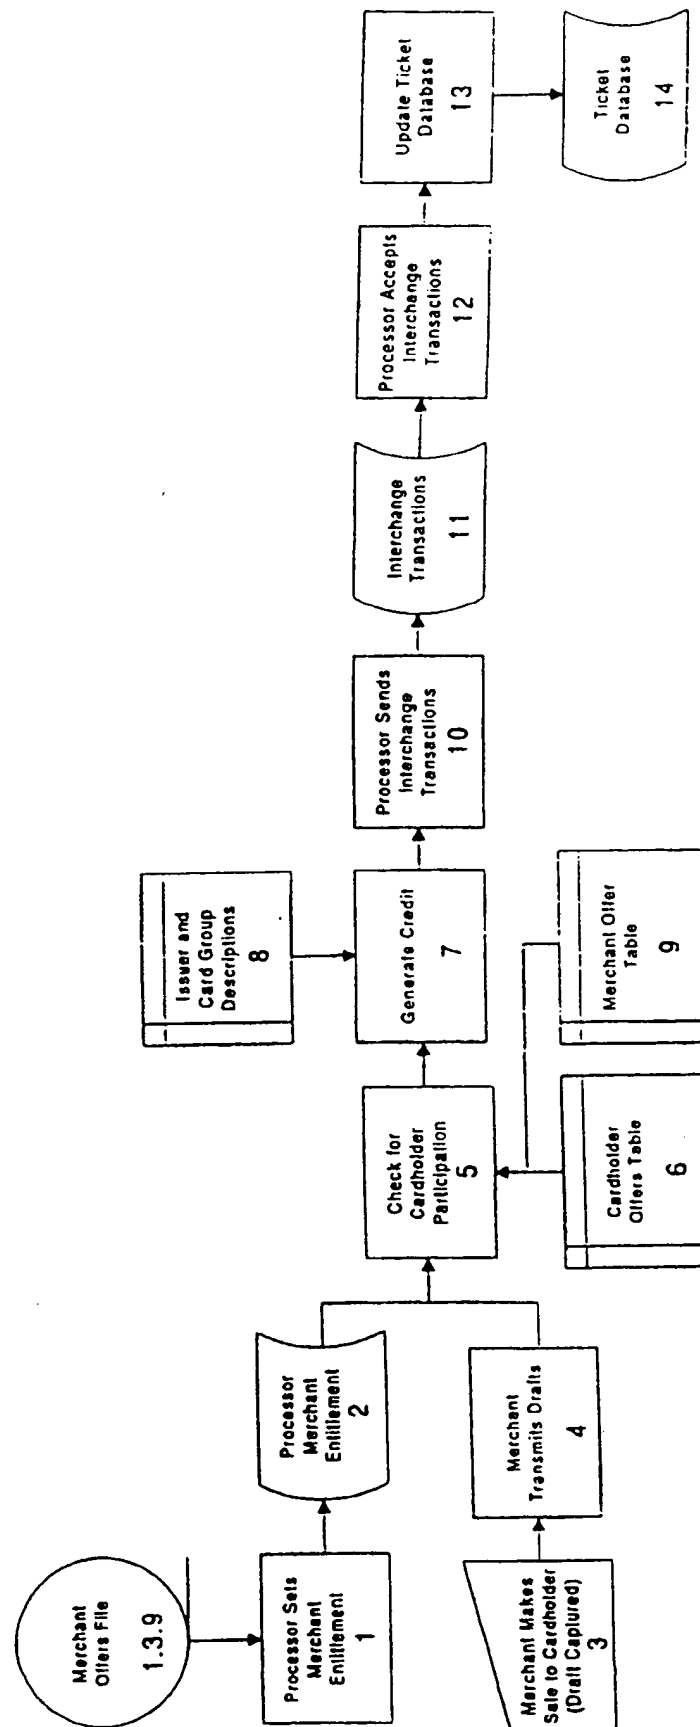 Merchant
Offers File
1.3.9
Processor Sets
Merchant
Entitlement
1
Processor
Merchant
Entitlement
2
Merchant Makes
Sale to Cardholder
(Draft Captured)
3
Merchant
Transmits Drafts
4
Check for
Cardholder
Participation
5
Cardholder
Offers Table
6
Generate Credit
7
Issuer and
Card Group
Descriptions
8
Merchant Offer
Table
9
Processor Sends
Interchange
Transactions
10
Interchange
Transactions
11
Processor Accepts
Interchange
Transactions
12
Update Ticket
Database
13
Ticket
Database
14